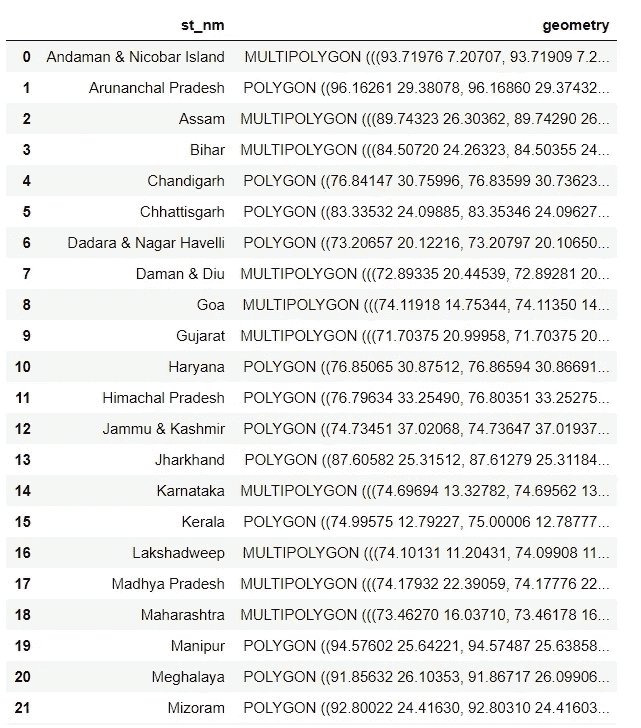 st_nm geometry
0 Andaman & Nicobar Island MULTIPOLYGON (((93.71976 7.20707, 93.71909 7.2...
1 Arunanchal Pradesh POLYGON ((96.16261 29.38078, 96.16860 29.37432...
2 Assam MULTIPOLYGON (((89.74323 26.30362, 89.74290 26...
3 Bihar MULTIPOLYGON (((84.50720 24.26323, 84.50355 24...
4 Chandigarh POLYGON ((76.84147 30.75996, 76.83599 30.73623...
5 Chhattisgarh POLYGON ((83.33532 24.09885, 83.35346 24.09627...
6 Dadara & Nagar Havelli POLYGON ((73.20657 20.12216, 73.20797 20.10650...
7 Daman & Diu MULTIPOLYGON (((72.89335 20.44539, 72.89281 20...
8 Goa MULTIPOLYGON (((74.11918 14.75344, 74.11350 14...
9 Gujarat MULTIPOLYGON (((71.70375 20.99958, 71.70375 20...
10 Haryana POLYGON ((76.85065 30.87512, 76.86594 30.86691...
11 Himachal Pradesh POLYGON ((76.79634 33.25490, 76.80351 33.25275...
12 Jammu & Kashmir POLYGON ((74.73451 37.02068, 74.73647 37.01937...
13 Jharkhand POLYGON ((87.60582 25.31512, 87.61279 25.31184...
14 Karnataka MULTIPOLYGON (((74.69694 13.32782, 74.69562 13...
15 Kerala POLYGON ((74.99575 12.79227, 75.00006 12.78777...
16 Lakshadweep MULTIPOLYGON (((74.10131 11.20431, 74.09908 11...
17 Madhya Pradesh MULTIPOLYGON (((74.17932 22.39059, 74.17776 22...
18 Maharashtra MULTIPOLYGON (((73.46270 16.03710, 73.46178 16...
19 Manipur POLYGON ((94.57602 25.64221, 94.57487 25.63858...
20 Meghalaya POLYGON ((91.85632 26.10353, 91.86717 26.09906...
21 Mizoram POLYGON ((92.80022 24.41630, 92.80310 24.41603...